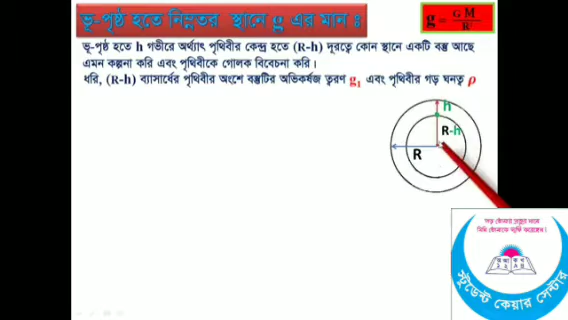 ভূ-পৃষ্ঠ হতে নিম্নতর স্থানে g এর মান ঃ
g = G M / R²
ভূ-পৃষ্ঠ হতে h গভীরে অর্থ্যাৎ পৃথিবীর কেন্দ্র হতে (R-h) দূরত্বে কোন স্থানে একটি বস্তু আছে
এমন কল্পনা করি এবং পৃথিবীকে গোলক বিবেচনা করি।
ধরি, (R-h) ব্যাসার্ধের পৃথিবীর অংশে বস্তুটির অভিকর্ষজ ত্বরণ g₁ এবং পৃথিবীর গড় ঘনত্ব ρ
h
R-h
R
স্টুডেন্ট কেয়ার সেন্টার